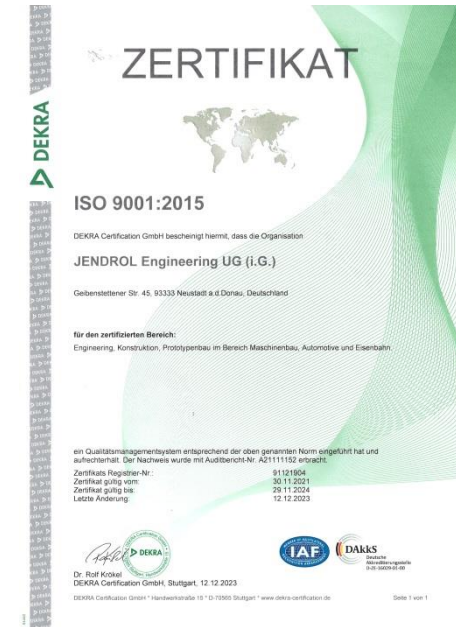 ZERTIFIKAT
DEKRA
ISO 9001:2015
DEKRA Certification GmbH bescheinigt hiermit, dass die Organisation
JENDROL Engineering UG (i.G.)
Geibenstettener Str. 45, 93333 Neustadt a.d.Donau, Deutschland
für den zertifizierten Bereich:
Engineering, Konstruktion, Prototypenbau im Bereich Maschinenbau, Automotive und Eisenbahn.
ein Qualitätsmanagementsystem entsprechend der oben genannten Norm eingeführt hat und
aufrechterhält. Der Nachweis wurde mit Auditbericht-Nr. A21111152 erbracht.
Zertifikats Registrier-Nr.: 91121904
Zertifikat gültig vom: 30.11.2021
Zertifikat gültig bis: 29.11.2024
Letzte Änderung: 12.12.2023
DEKRA
IAF
DAkkS
Deutsche
Akkreditierungsstelle
D-ZE-16029-01-00
Dr. Rolf Krökel
DEKRA Certification GmbH, Stuttgart, 12.12.2023
DEKRA Certification GmbH * Handwerkstraße 15 * D-70565 Stuttgart * www.dekra-certification.de
Seite 1 von 1